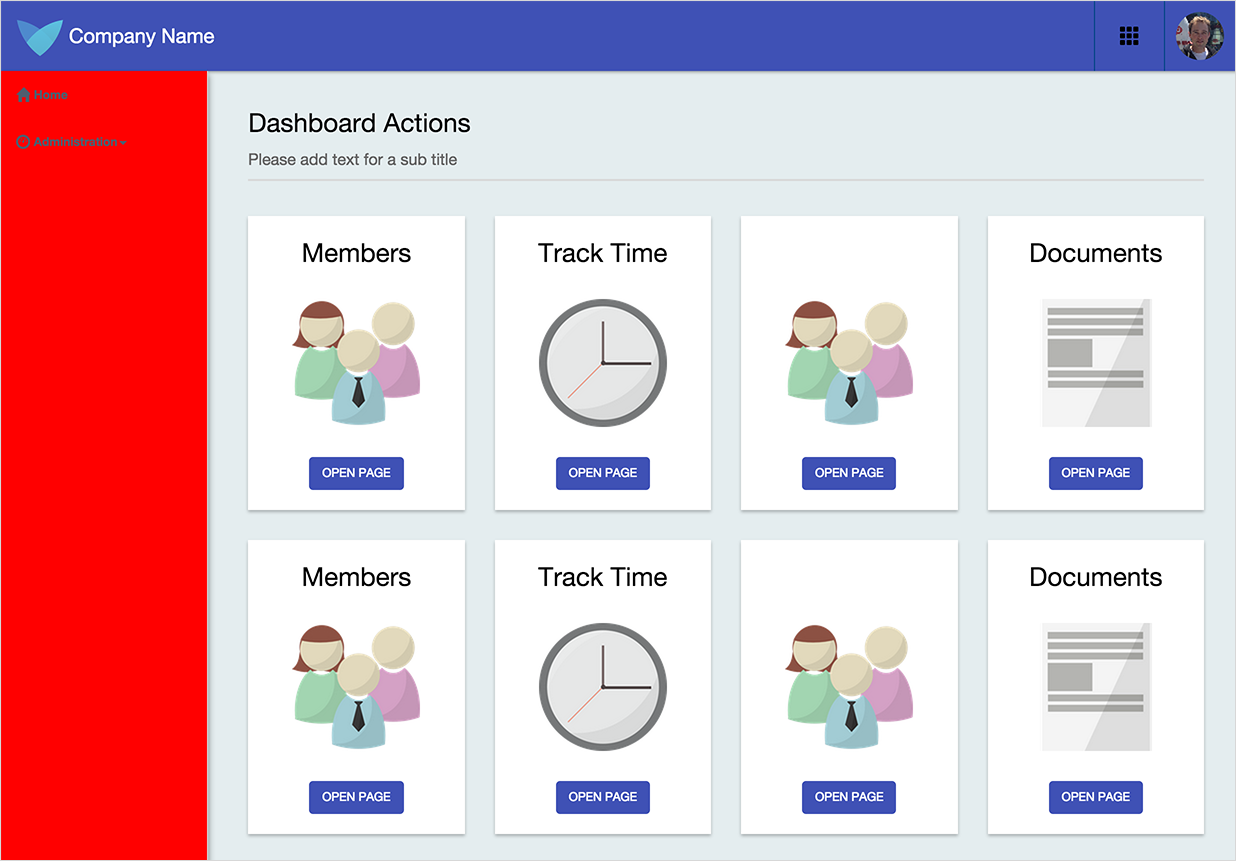 Company Name
Home
Administration
Dashboard Actions
Please add text for a sub title
Members
Track Time
Documents
OPEN PAGE
OPEN PAGE
OPEN PAGE
OPEN PAGE
Members
Track Time
Documents
OPEN PAGE
OPEN PAGE
OPEN PAGE
OPEN PAGE